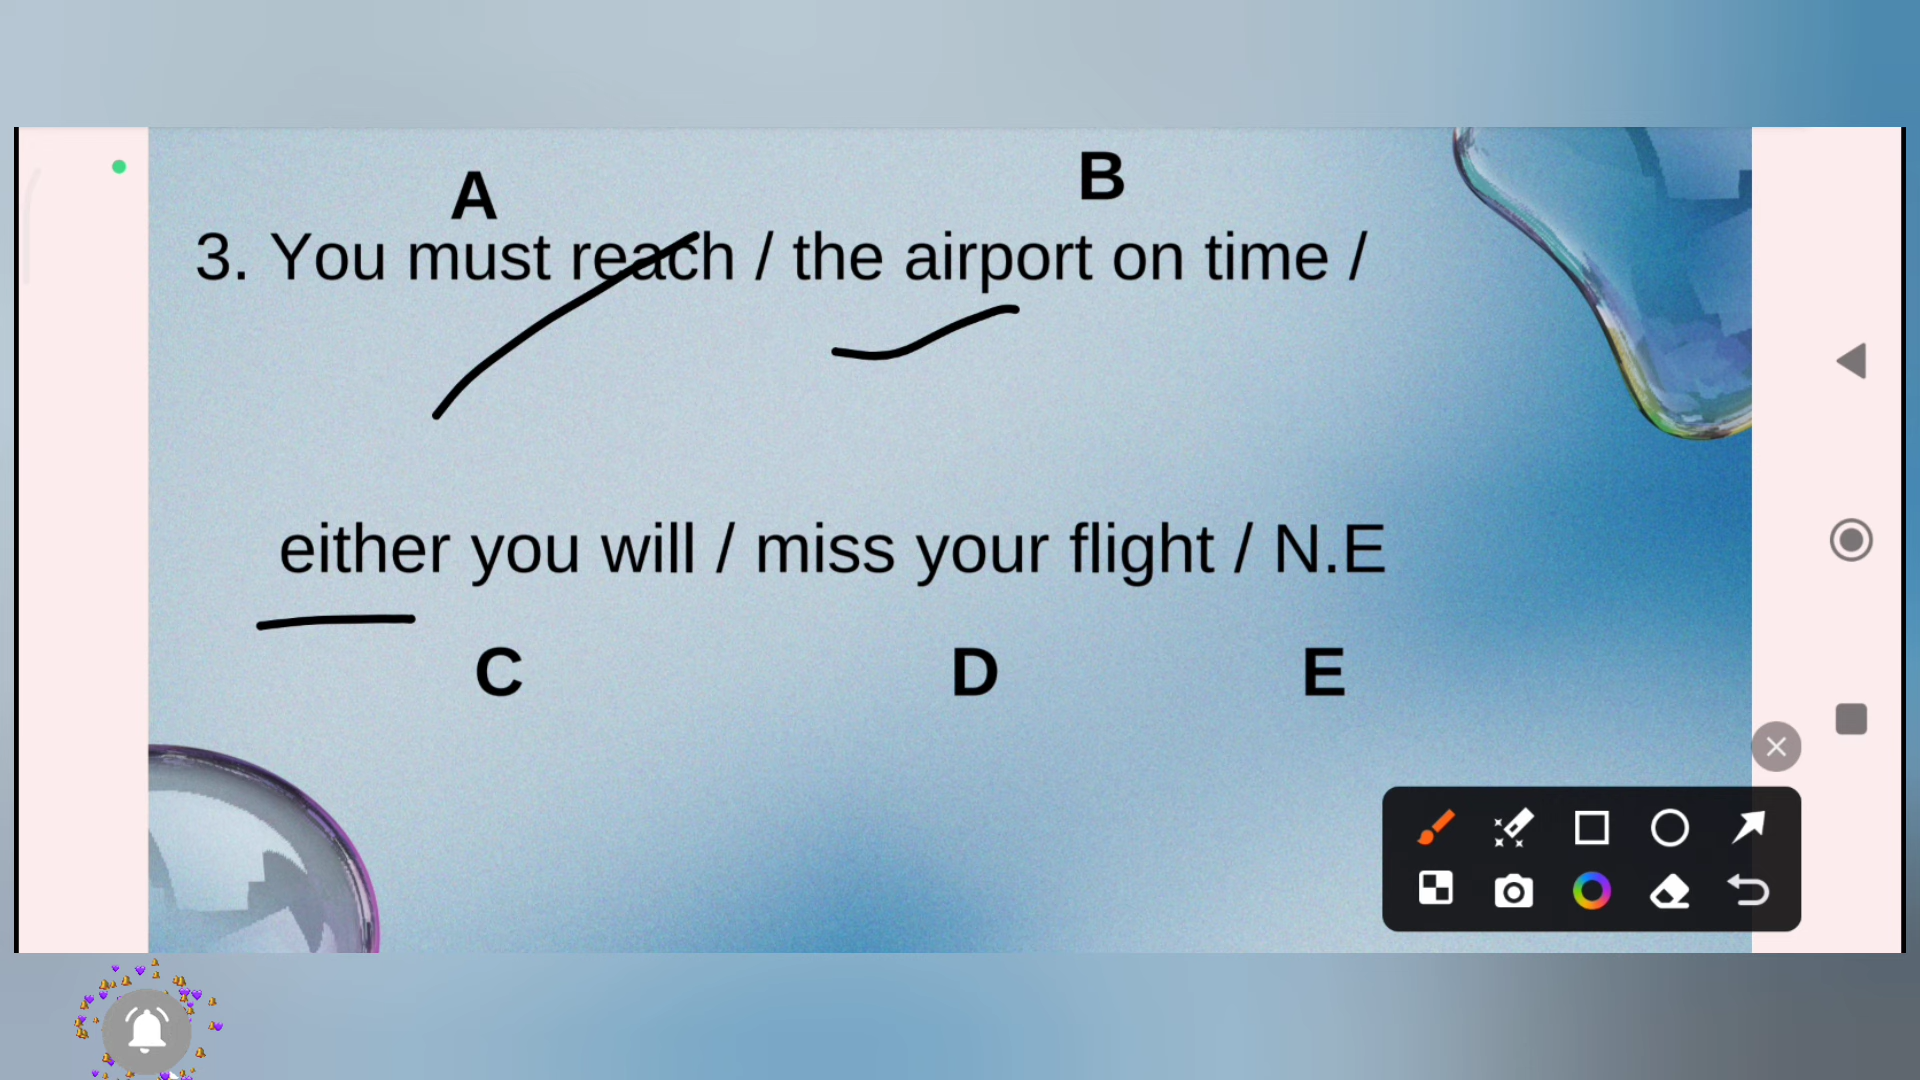 A
B
3. You must reach / the airport on time /
either you will / miss your flight / N.E
C
D
E